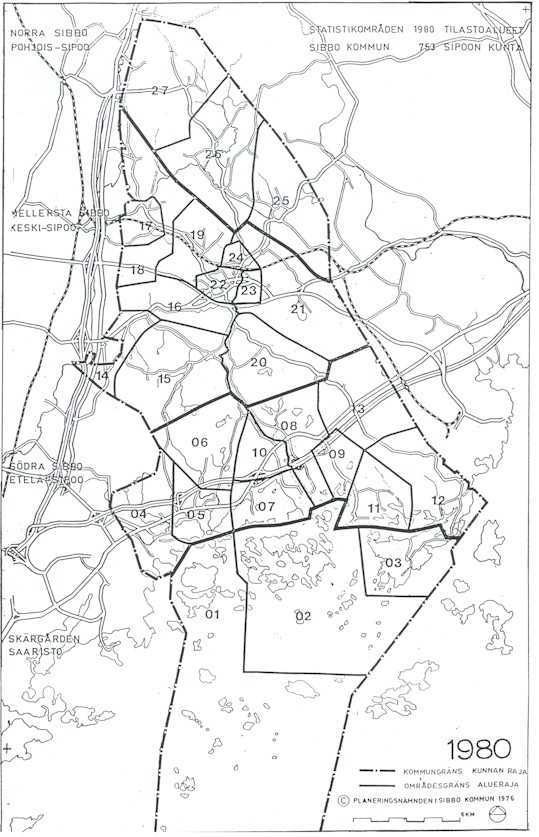 NORRA SIBBO
POHJOIS-SIPOO
STATISTIKOMRÅDEN 1980 TILASTOALUEET
SIBBO KOMMUN 753 SIPOON KUNTA
27
26
25
MELLERSTA SIBBO
KESKI-SIPOO
17
19
24
18
22
23
16
21
20
14
15
13
08
06
10
09
SÖDRA SIBBO
ETELÄ-SIPOO
04
05
07
11
12
03
01
02
SKÄRGÅRDEN
SAARISTO
1980
KOMMUNGRÄNS KUNNAN RAJA
OMRÅDESGRÄNS ALUERAJA
© PLANERINGSNÄMNDEN I SIBBO KOMMUN 1976
5 KM